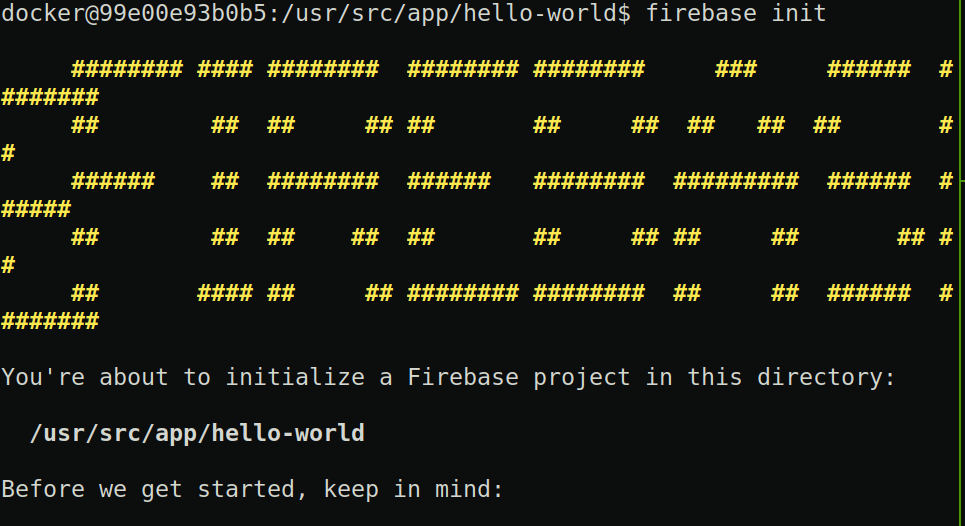 docker@99e00e93b0b5:/usr/src/app/hello-world$ firebase init

     ######## #### ########  ######## ########     ###     ######  #
#######
     ##        ##  ##     ## ##       ##     ##  ##   ##  ##       #
#
     ######    ##  ########  ######   ########  #########  ######  #
#####
     ##        ##  ##    ##  ##       ##     ## ##     ##       ## #
#
     ##       #### ##     ## ######## ########  ##     ##  ######  #
#######

You're about to initialize a Firebase project in this directory:

  /usr/src/app/hello-world

Before we get started, keep in mind: